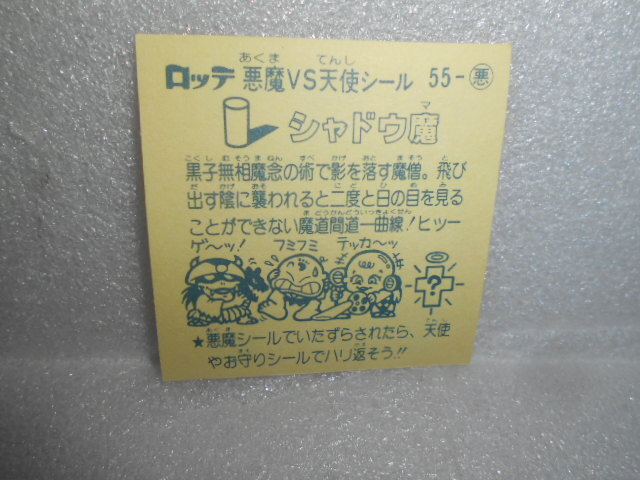 ロッテ 悪魔VS天使シール 55-悪
シャドウ魔
黒子無相魔念の術で影を落す魔僧。飛び
出す陰に襲われると二度と日の目を見る
ことができない魔道間道一曲線!ヒッー
ゲ〜ッ! フミフミ テッカ〜ッ
?
★悪魔シールでいたずらされたら、天使
やお守りシールでハリ返そう!!